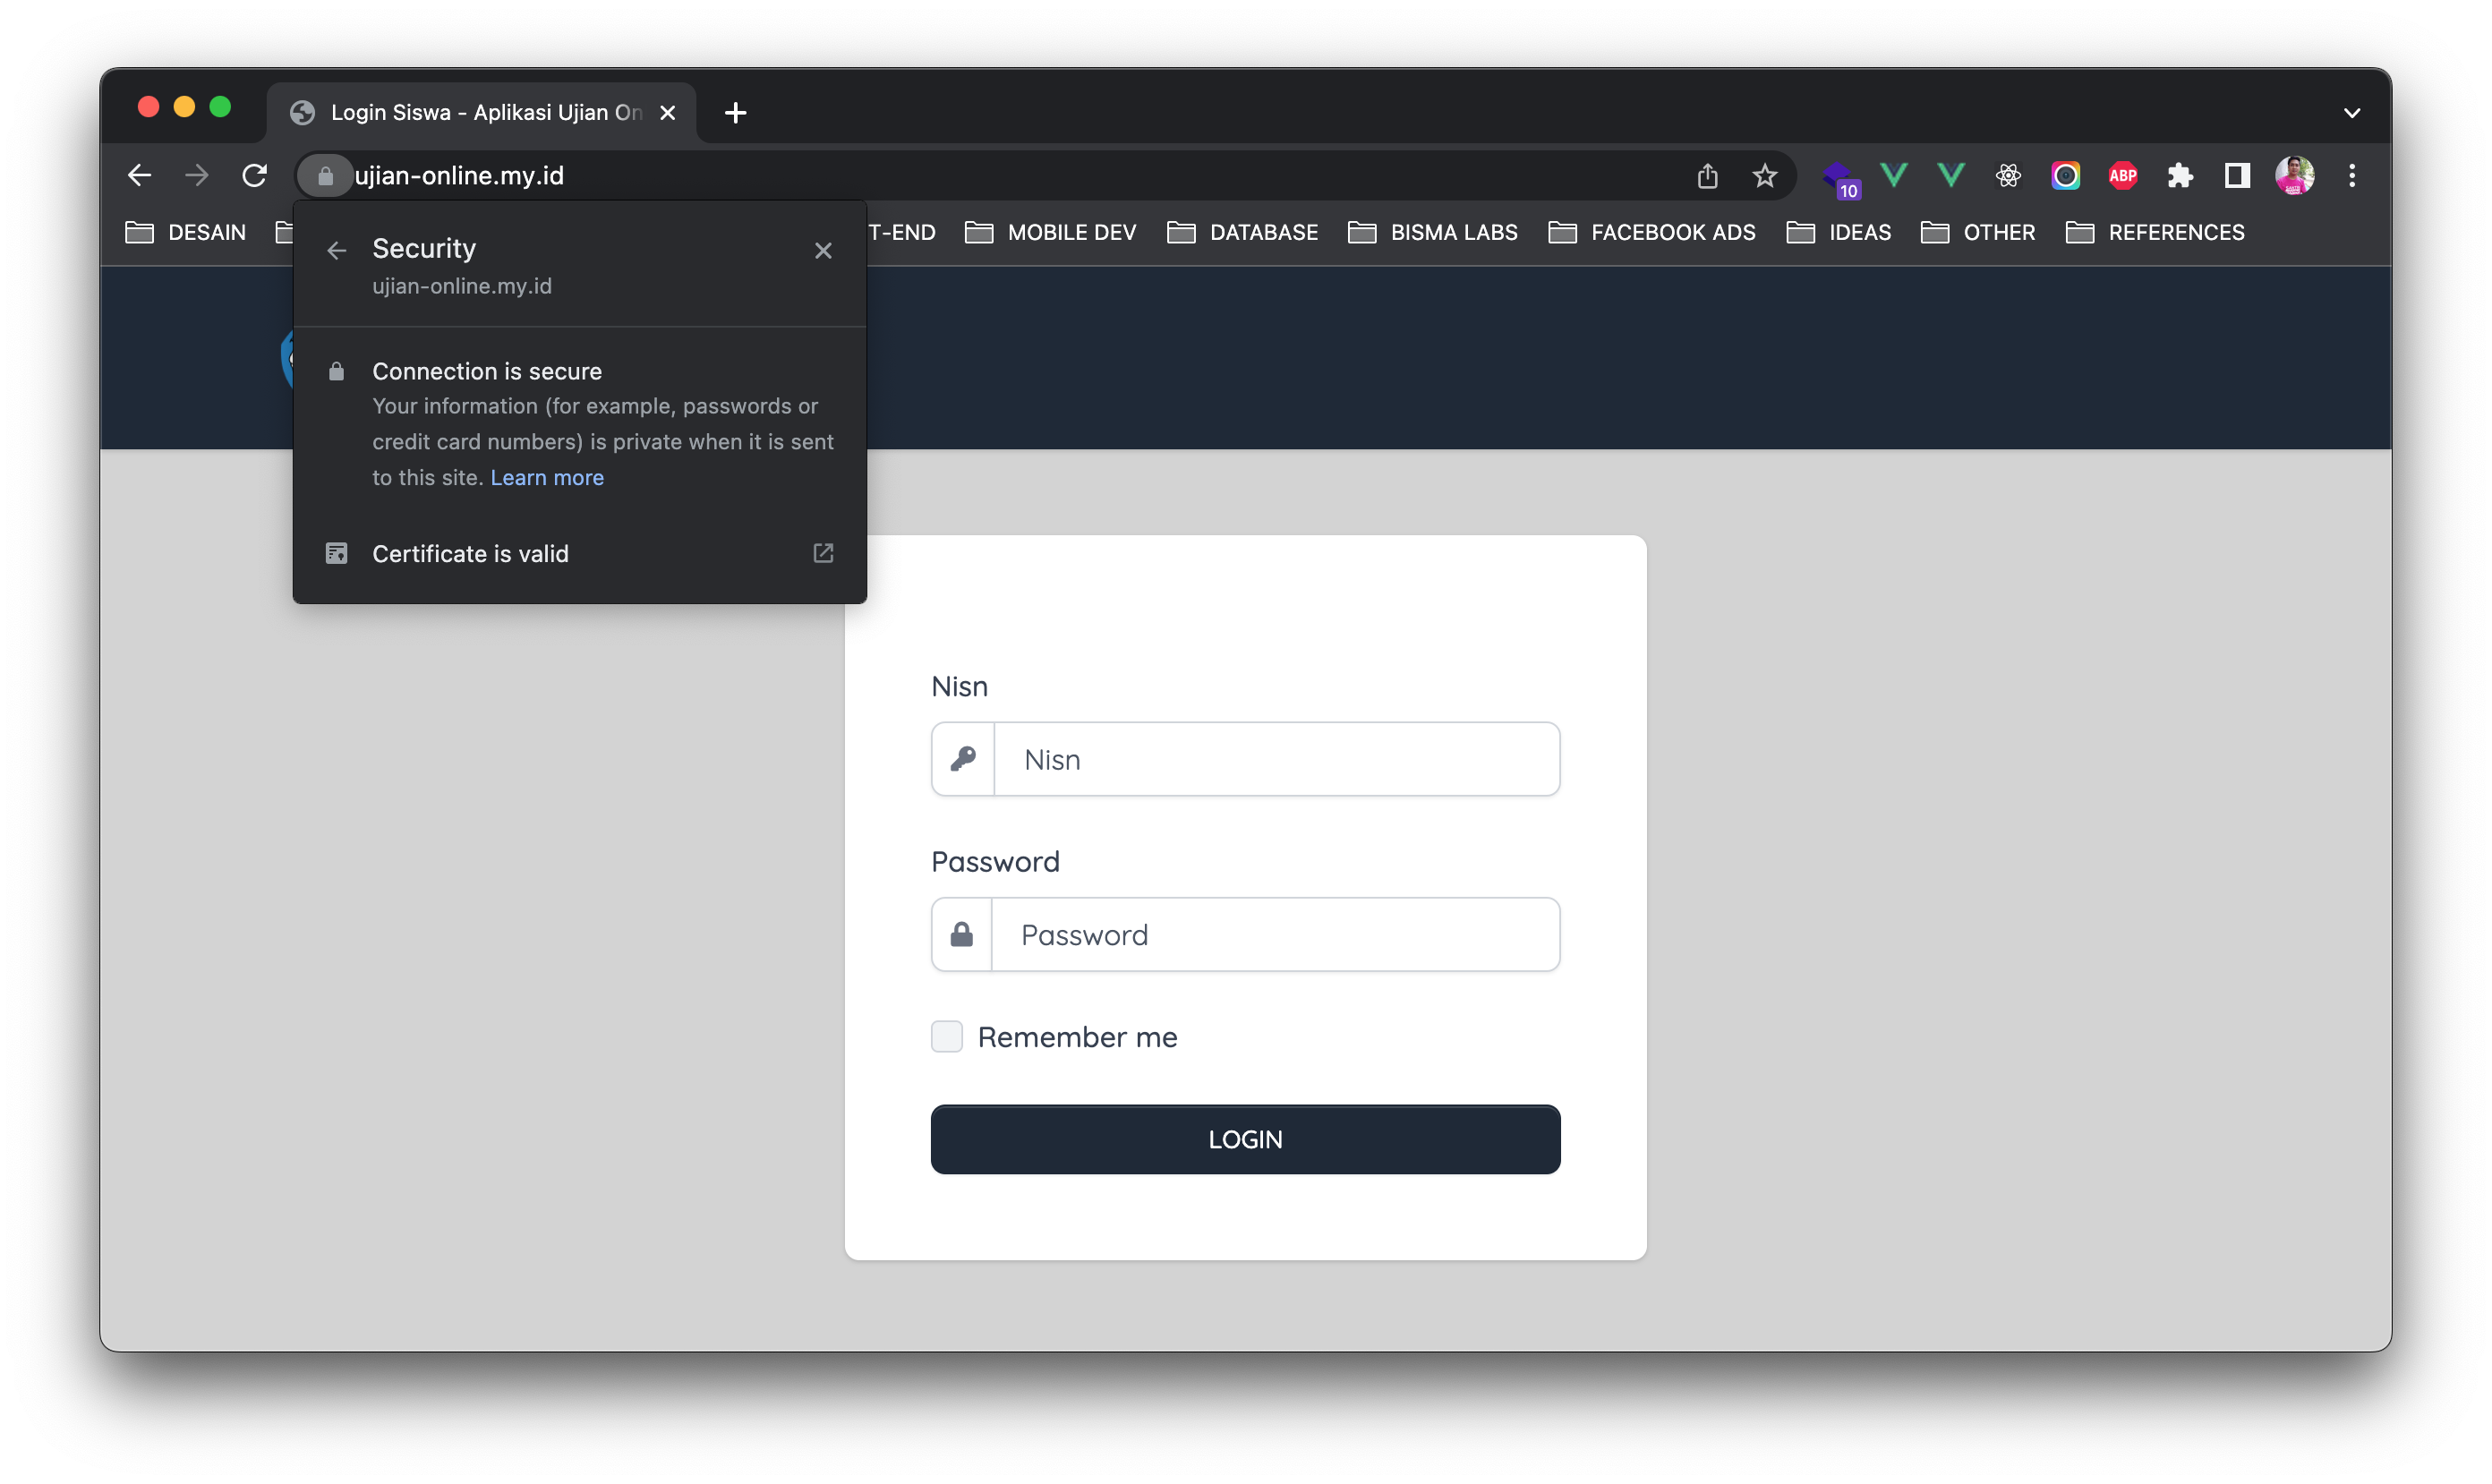 Login Siswa - Aplikasi Ujian On
ujian-online.my.id
10
ABP
DESAIN
T-END
MOBILE DEV
DATABASE
BISMA LABS
FACEBOOK ADS
IDEAS
OTHER
REFERENCES
Security
ujian-online.my.id
Connection is secure
Your information (for example, passwords or
credit card numbers) is private when it is sent
to this site. Learn more
Certificate is valid
Nisn
Nisn
Password
Password
Remember me
LOGIN